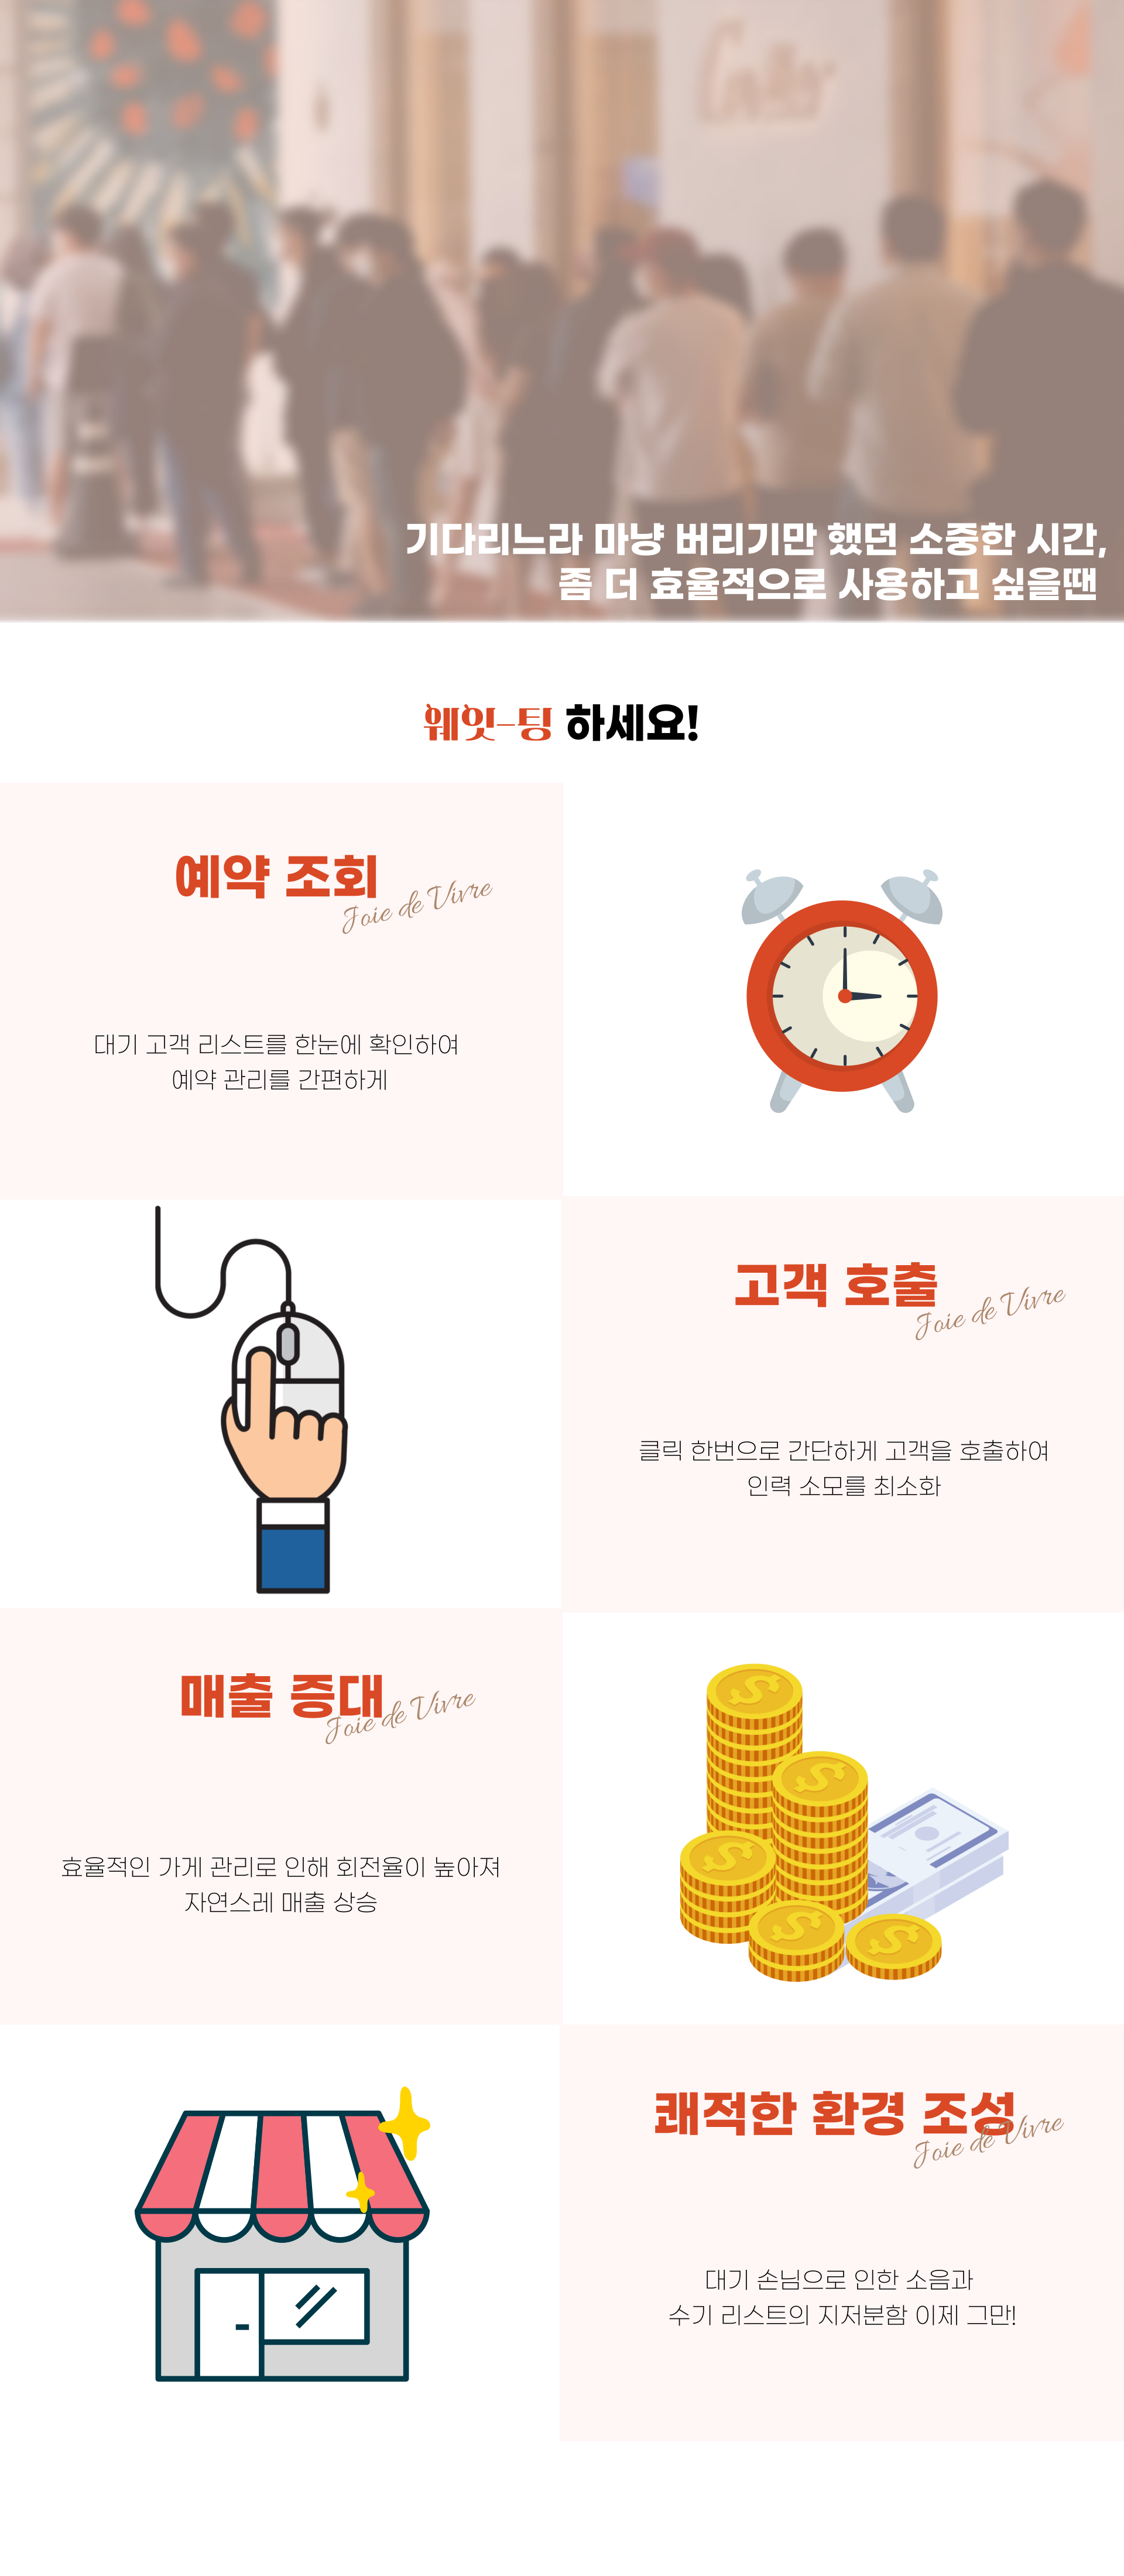 기다리느라 마냥 버리기만 했던 소중한 시간,
좀 더 효율적으로 사용하고 싶을땐
웨잇-팅 하세요!
예약 조회
Joie de Vivre
대기 고객 리스트를 한눈에 확인하여
예약 관리를 간편하게
고객 호출
Joie de Vivre
클릭 한번으로 간단하게 고객을 호출하여
인력 소모를 최소화
매출 증대
Joie de Vivre
효율적인 가게 관리로 인해 회전율이 높아져
자연스레 매출 상승
쾌적한 환경 조성
Joie de Vivre
대기 손님으로 인한 소음과
수기 리스트의 지저분함 이제 그만!